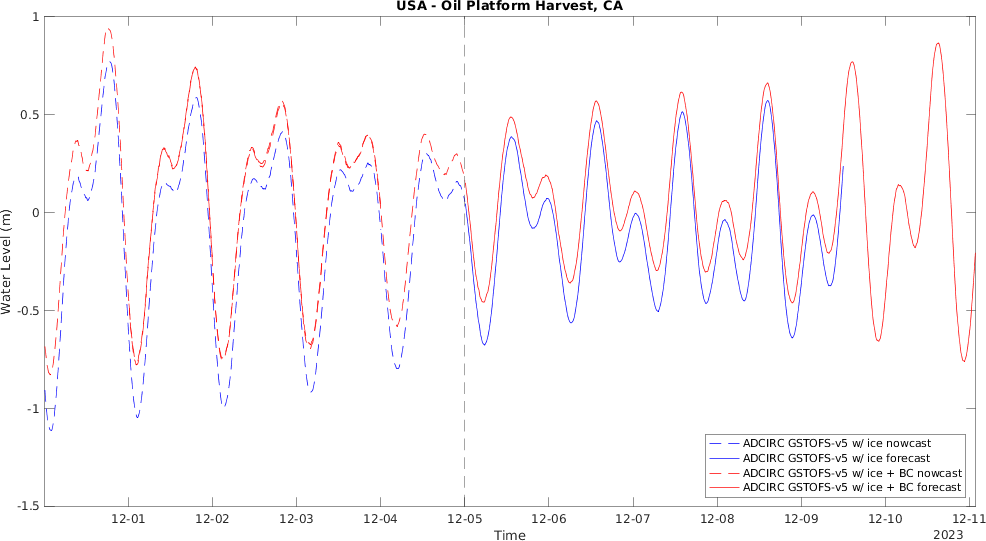 USA - Oil Platform Harvest, CA
1
0.5
0
-0.5
-1
-1.5
Water Level (m)
12-01 12-02 12-03 12-04 12-05 12-06 12-07 12-08 12-09 12-10 12-11
Time
2023
ADCIRC GSTOFS-v5 w/ ice nowcast
ADCIRC GSTOFS-v5 w/ ice forecast
ADCIRC GSTOFS-v5 w/ ice + BC nowcast
ADCIRC GSTOFS-v5 w/ ice + BC forecast